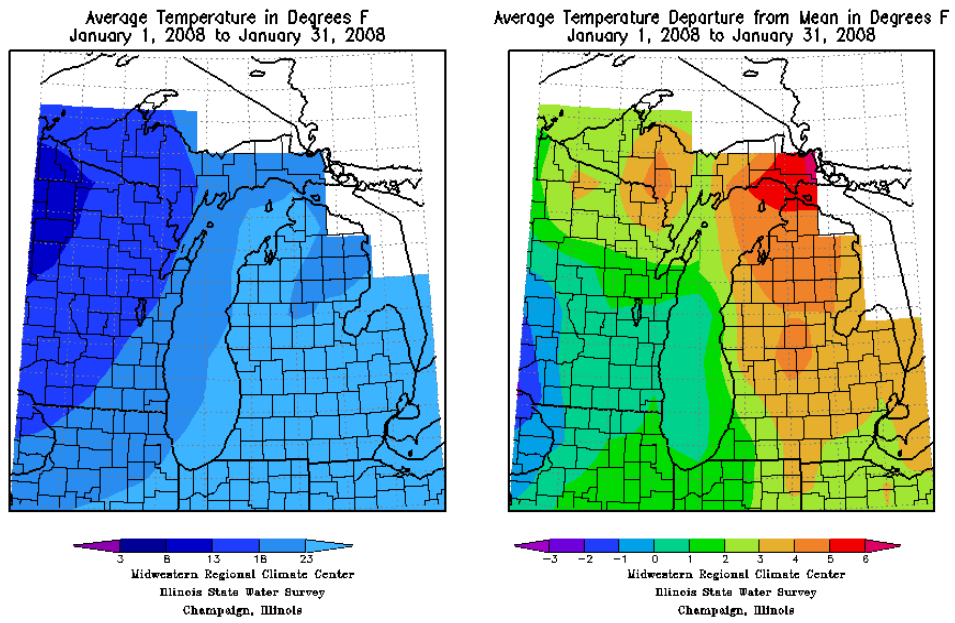 Average Temperature in Degrees F
January 1, 2008 to January 31, 2008
3 8 13 18 23
Midwestern Regional Climate Center
Illinois State Water Survey
Champaign, Illinois
Average Temperature Departure from Mean in Degrees F
January 1, 2008 to January 31, 2008
-3 -2 -1 0 1 2 3 4 5 6
Midwestern Regional Climate Center
Illinois State Water Survey
Champaign, Illinois